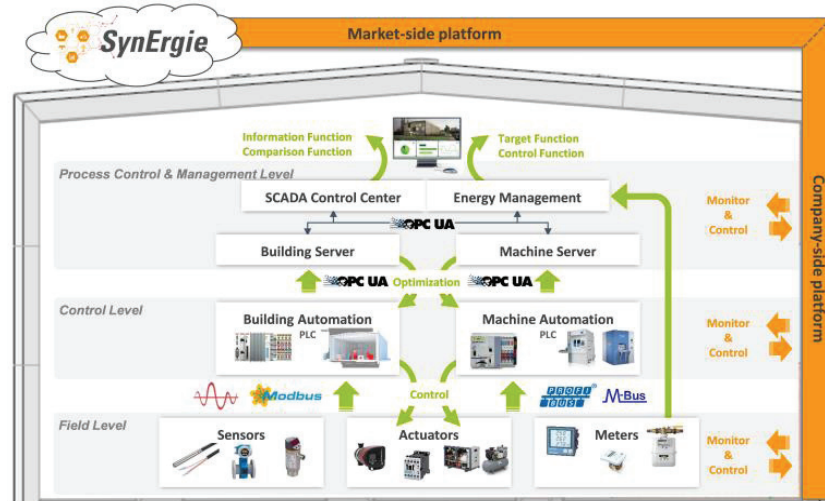 SynErgie
Market-side platform
Information Function
Comparison Function
Target Function
Control Function
Process Control & Management Level
SCADA Control Center
Energy Management
OPC UA
Building Server
Machine Server
Monitor
&
Control
Company-side platform
OPC UA
Optimization
OPC UA
Control Level
Building Automation
PLC
Machine Automation
PLC
Monitor
&
Control
Modbus
Control
PROFI
BUS
M-Bus
Field Level
Sensors
Actuators
Meters
Monitor
&
Control